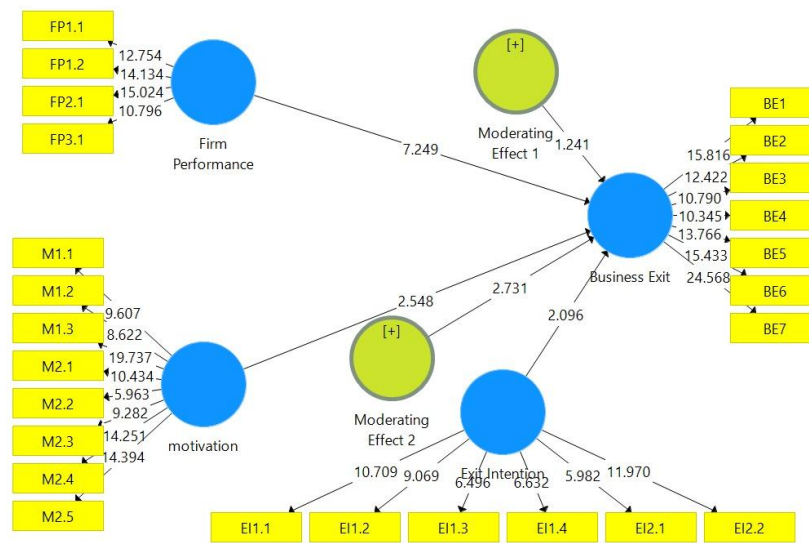 FP1.1
FP1.2
FP2.1
FP3.1
12.754
14.134
15.024
10.796
Firm
Performance
7.249
[+]
Moderating
Effect 1
1.241
BE1
BE2
BE3
BE4
BE5
BE6
BE7
15.816
12.422
10.790
10.345
13.766
15.433
24.568
Business Exit
M1.1
M1.2
M1.3
M2.1
M2.2
M2.3
M2.4
M2.5
9.607
8.622
19.737
10.434
5.963
9.282
14.251
14.394
motivation
2.548
2.731
2.096
[+]
Moderating
Effect 2
Exit Intention
10.709
9.069
6.496
6.632
5.982
11.970
EI1.1
EI1.2
EI1.3
EI1.4
EI2.1
EI2.2